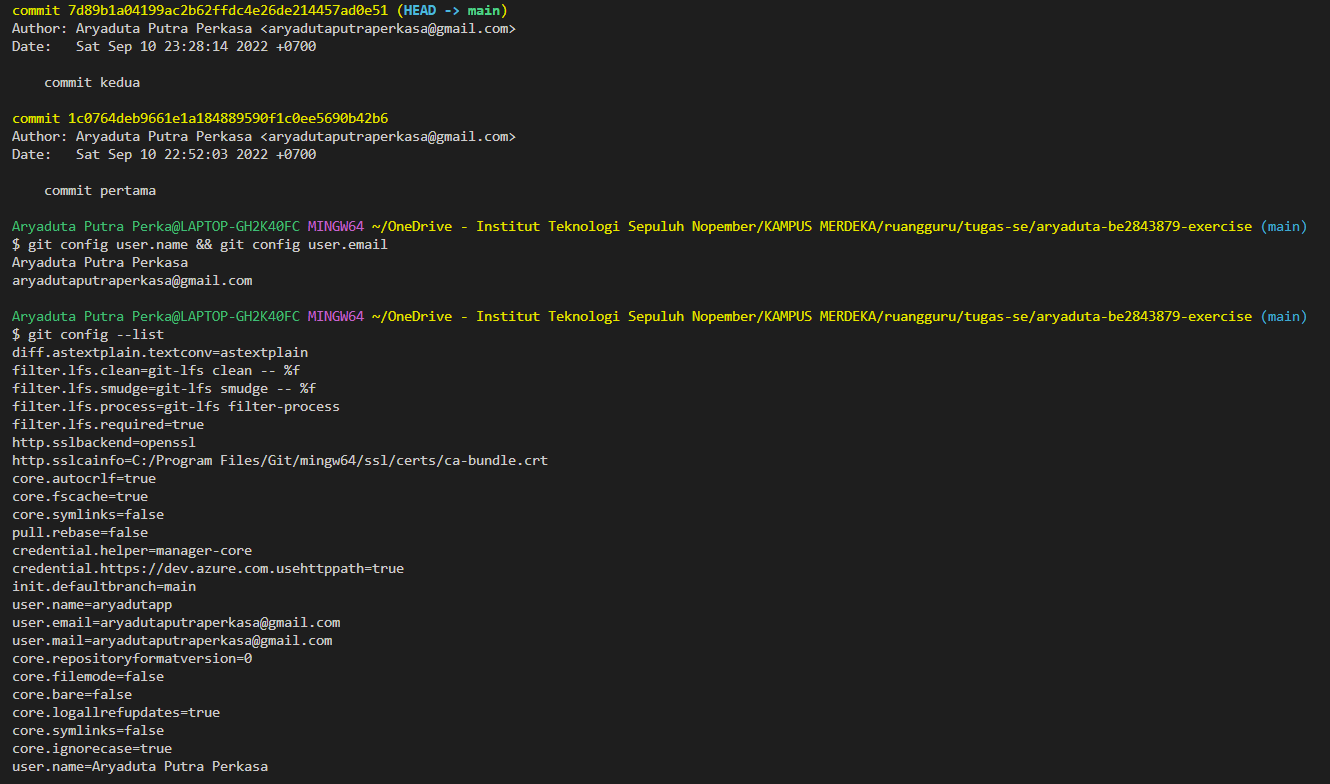 commit 7d89b1a04199ac2b62ffdc4e26de214457ad0e51 (HEAD -> main)
Author: Aryaduta Putra Perkasa <aryadutaputraperkasa@gmail.com>
Date:   Sat Sep 10 23:28:14 2022 +0700
    commit kedua
commit 1c0764deb9661e1a184889590f1c0ee5690b42b6
Author: Aryaduta Putra Perkasa <aryadutaputraperkasa@gmail.com>
Date:   Sat Sep 10 22:52:03 2022 +0700
    commit pertama
Aryaduta Putra Perka@LAPTOP-GH2K40FC MINGW64 ~/OneDrive - Institut Teknologi Sepuluh Nopember/KAMPUS MERDEKA/ruangguru/tugas-se/aryaduta-be2843879-exercise (main)
$ git config user.name && git config user.email
Aryaduta Putra Perkasa
aryadutaputraperkasa@gmail.com
Aryaduta Putra Perka@LAPTOP-GH2K40FC MINGW64 ~/OneDrive - Institut Teknologi Sepuluh Nopember/KAMPUS MERDEKA/ruangguru/tugas-se/aryaduta-be2843879-exercise (main)
$ git config --list
diff.astextplain.textconv=astextplain
filter.lfs.clean=git-lfs clean -- %f
filter.lfs.smudge=git-lfs smudge -- %f
filter.lfs.process=git-lfs filter-process
filter.lfs.required=true
http.sslbackend=openssl
http.sslcainfo=C:/Program Files/Git/mingw64/ssl/certs/ca-bundle.crt
core.autocrlf=true
core.fscache=true
core.symlinks=false
pull.rebase=false
credential.helper=manager-core
credential.https://dev.azure.com.usehttppath=true
init.defaultbranch=main
user.name=aryadutapp
user.email=aryadutaputraperkasa@gmail.com
user.mail=aryadutaputraperkasa@gmail.com
core.repositoryformatversion=0
core.filemode=false
core.bare=false
core.logallrefupdates=true
core.symlinks=false
core.ignorecase=true
user.name=Aryaduta Putra Perkasa